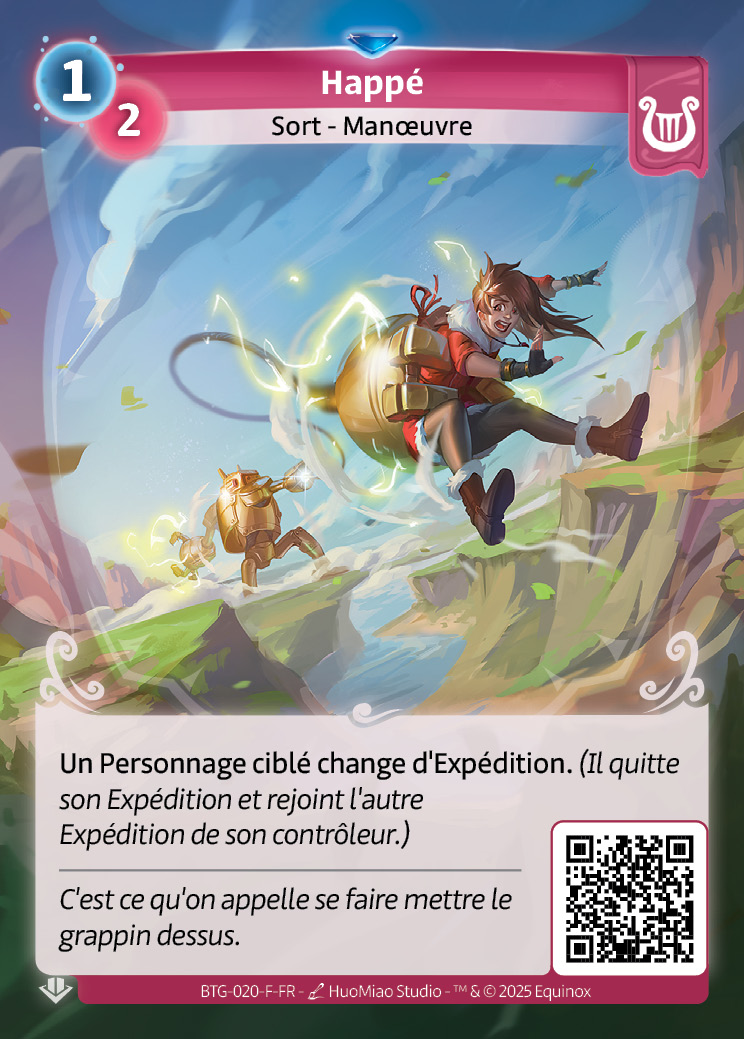 1
Happé
2
Sort - Manœuvre
Un Personnage ciblé change d'Expédition. (Il quitte
son Expédition et rejoint l'autre
Expédition de son contrôleur.)
C'est ce qu'on appelle se faire mettre le
grappin dessus.
BTG-020-F-FR - HuoMiao Studio - ™ & © 2025 Equinox